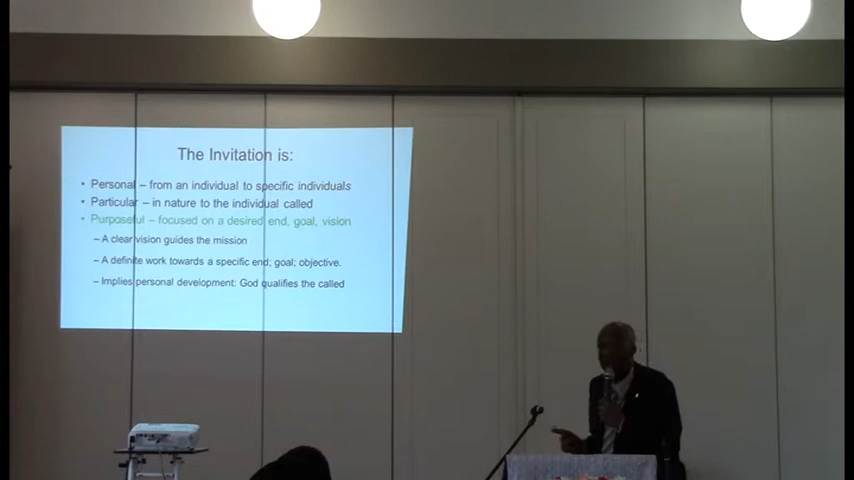 The Invitation is:
• Personal – from an individual to specific individuals
• Particular – in nature to the individual called
• Purposeful – focused on a desired end, goal, vision
– A clear vision guides the mission
– A definite work towards a specific end; goal; objective.
– Implies personal development: God qualifies the called